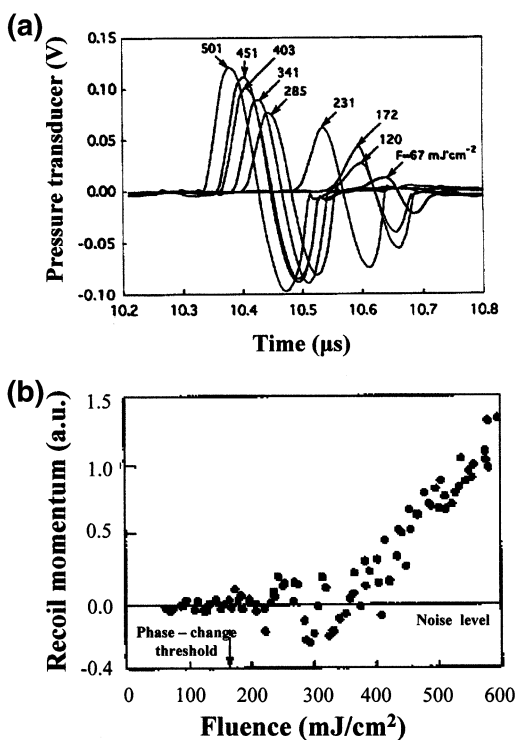 (a)
Pressure transducer (V)
0.15
0.10
0.05
0.00
-0.05
-0.10
501
451
403
341
285
231
172
120
F=67 mJ·cm-2
10.2 10.3 10.4 10.5 10.6 10.7 10.8
Time (µs)
(b)
Recoil momentum (a.u.)
1.5
1.0
0.5
0.0
-0.4
Phase – change
threshold
Noise level
0 100 200 300 400 500 600
Fluence (mJ/cm2)